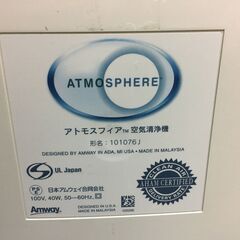 ATMOSPHERE
アトモスフィア™ 空気清浄機
形名：101076J
DESIGNED BY AMWAY IN ADA, MI USA • MADE IN MALAYSIA
UL Japan
日本アムウェイ合同会社
100V, 40W, 50—60Hz,
Amway
MADE IN MALAYSIA
CLEAN AIR
AHAM CERTIFIED